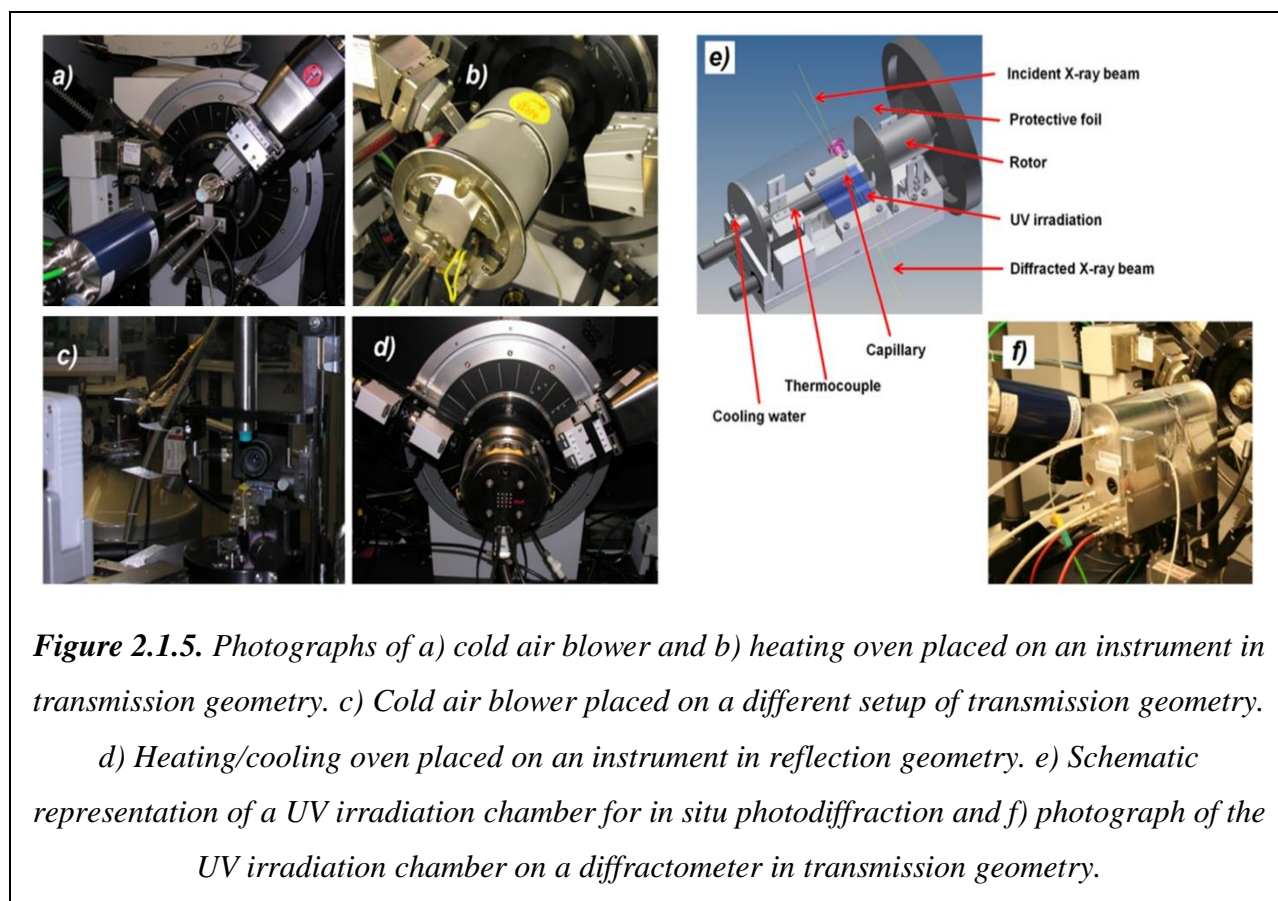 a)
b)
c)
d)
e)
Incident X-ray beam
Protective foil
Rotor
UV irradiation
Diffracted X-ray beam
Capillary
Thermocouple
Cooling water
f)
Figure 2.1.5. Photographs of a) cold air blower and b) heating oven placed on an instrument in
transmission geometry. c) Cold air blower placed on a different setup of transmission geometry.
d) Heating/cooling oven placed on an instrument in reflection geometry. e) Schematic
representation of a UV irradiation chamber for in situ photodiffraction and f) photograph of the
UV irradiation chamber on a diffractometer in transmission geometry.